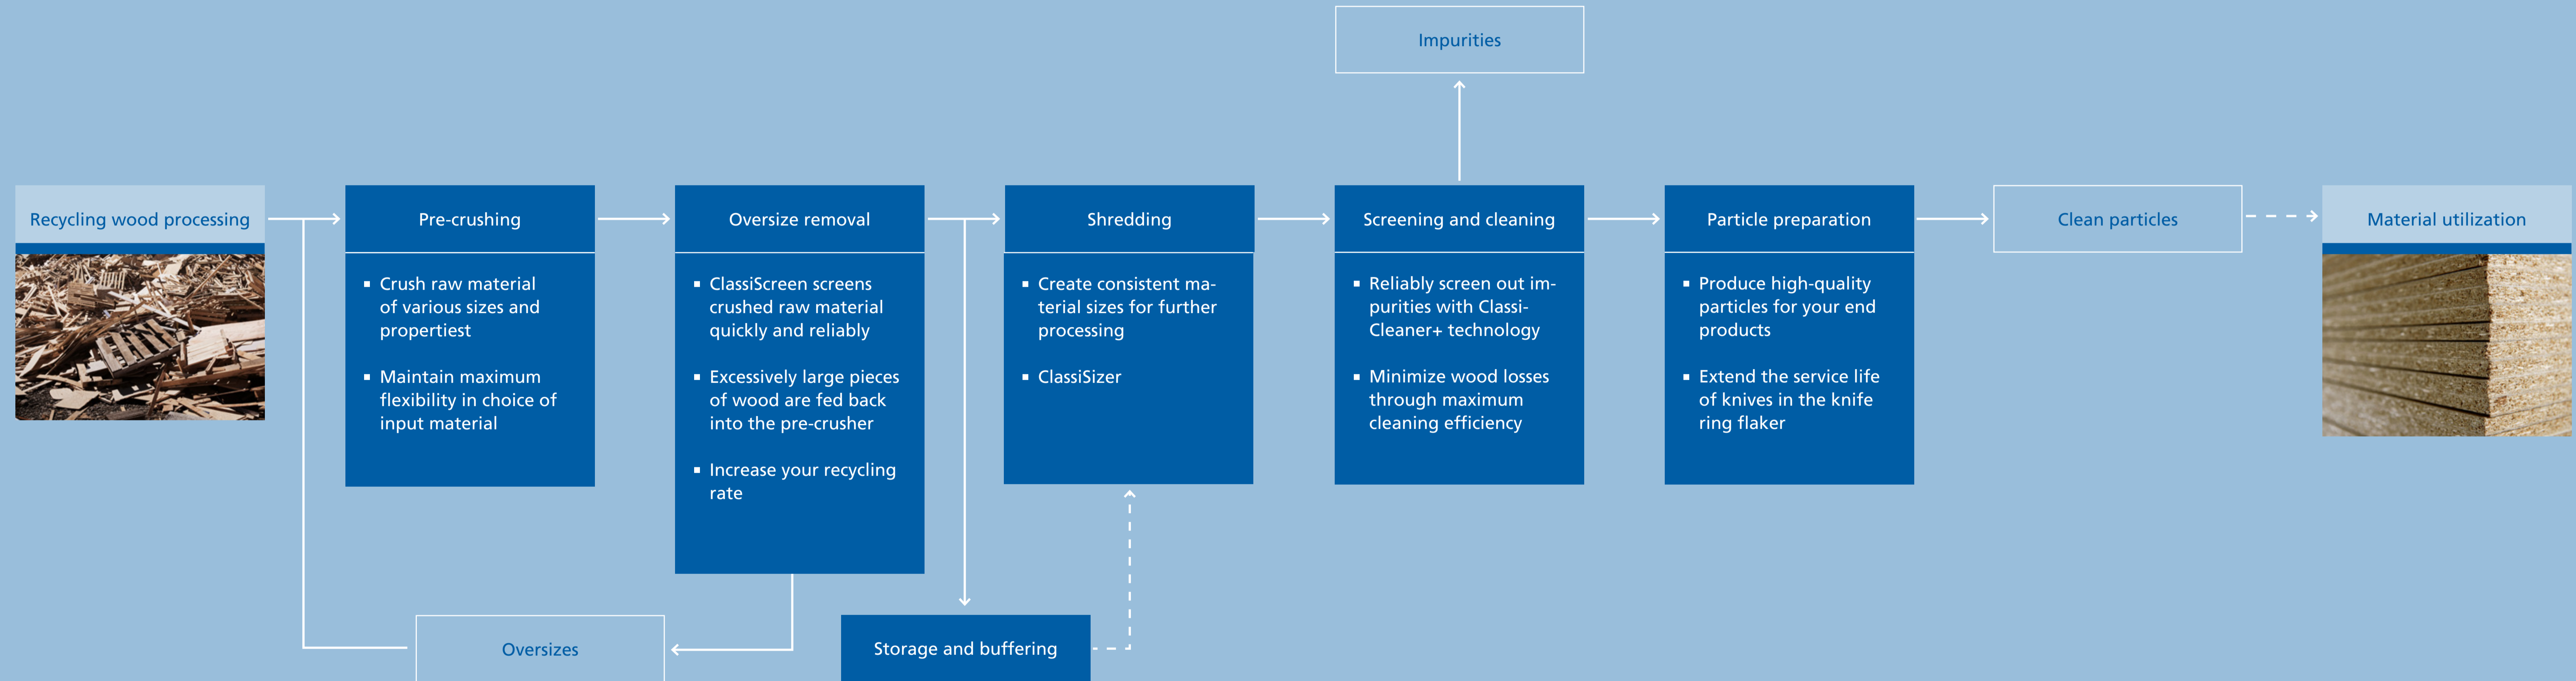 Impurities
Recycling wood processing
Pre-crushing
Crush raw material
of various sizes and
propertiest
Maintain maximum
flexibility in choice of
input material
Oversize removal
ClassiScreen screens
crushed raw material
quickly and reliably
Excessively large pieces
of wood are fed back
into the pre-crusher
Increase your recycling
rate
Shredding
Create consistent ma-
terial sizes for further
processing
ClassiSizer
Screening and cleaning
Reliably screen out im-
purities with Classi-
Cleaner+ technology
Minimize wood losses
through maximum
cleaning efficiency
Particle preparation
Produce high-quality
particles for your end
products
Extend the service life
of knives in the knife
ring flaker
Clean particles
Material utilization
Oversizes
Storage and buffering